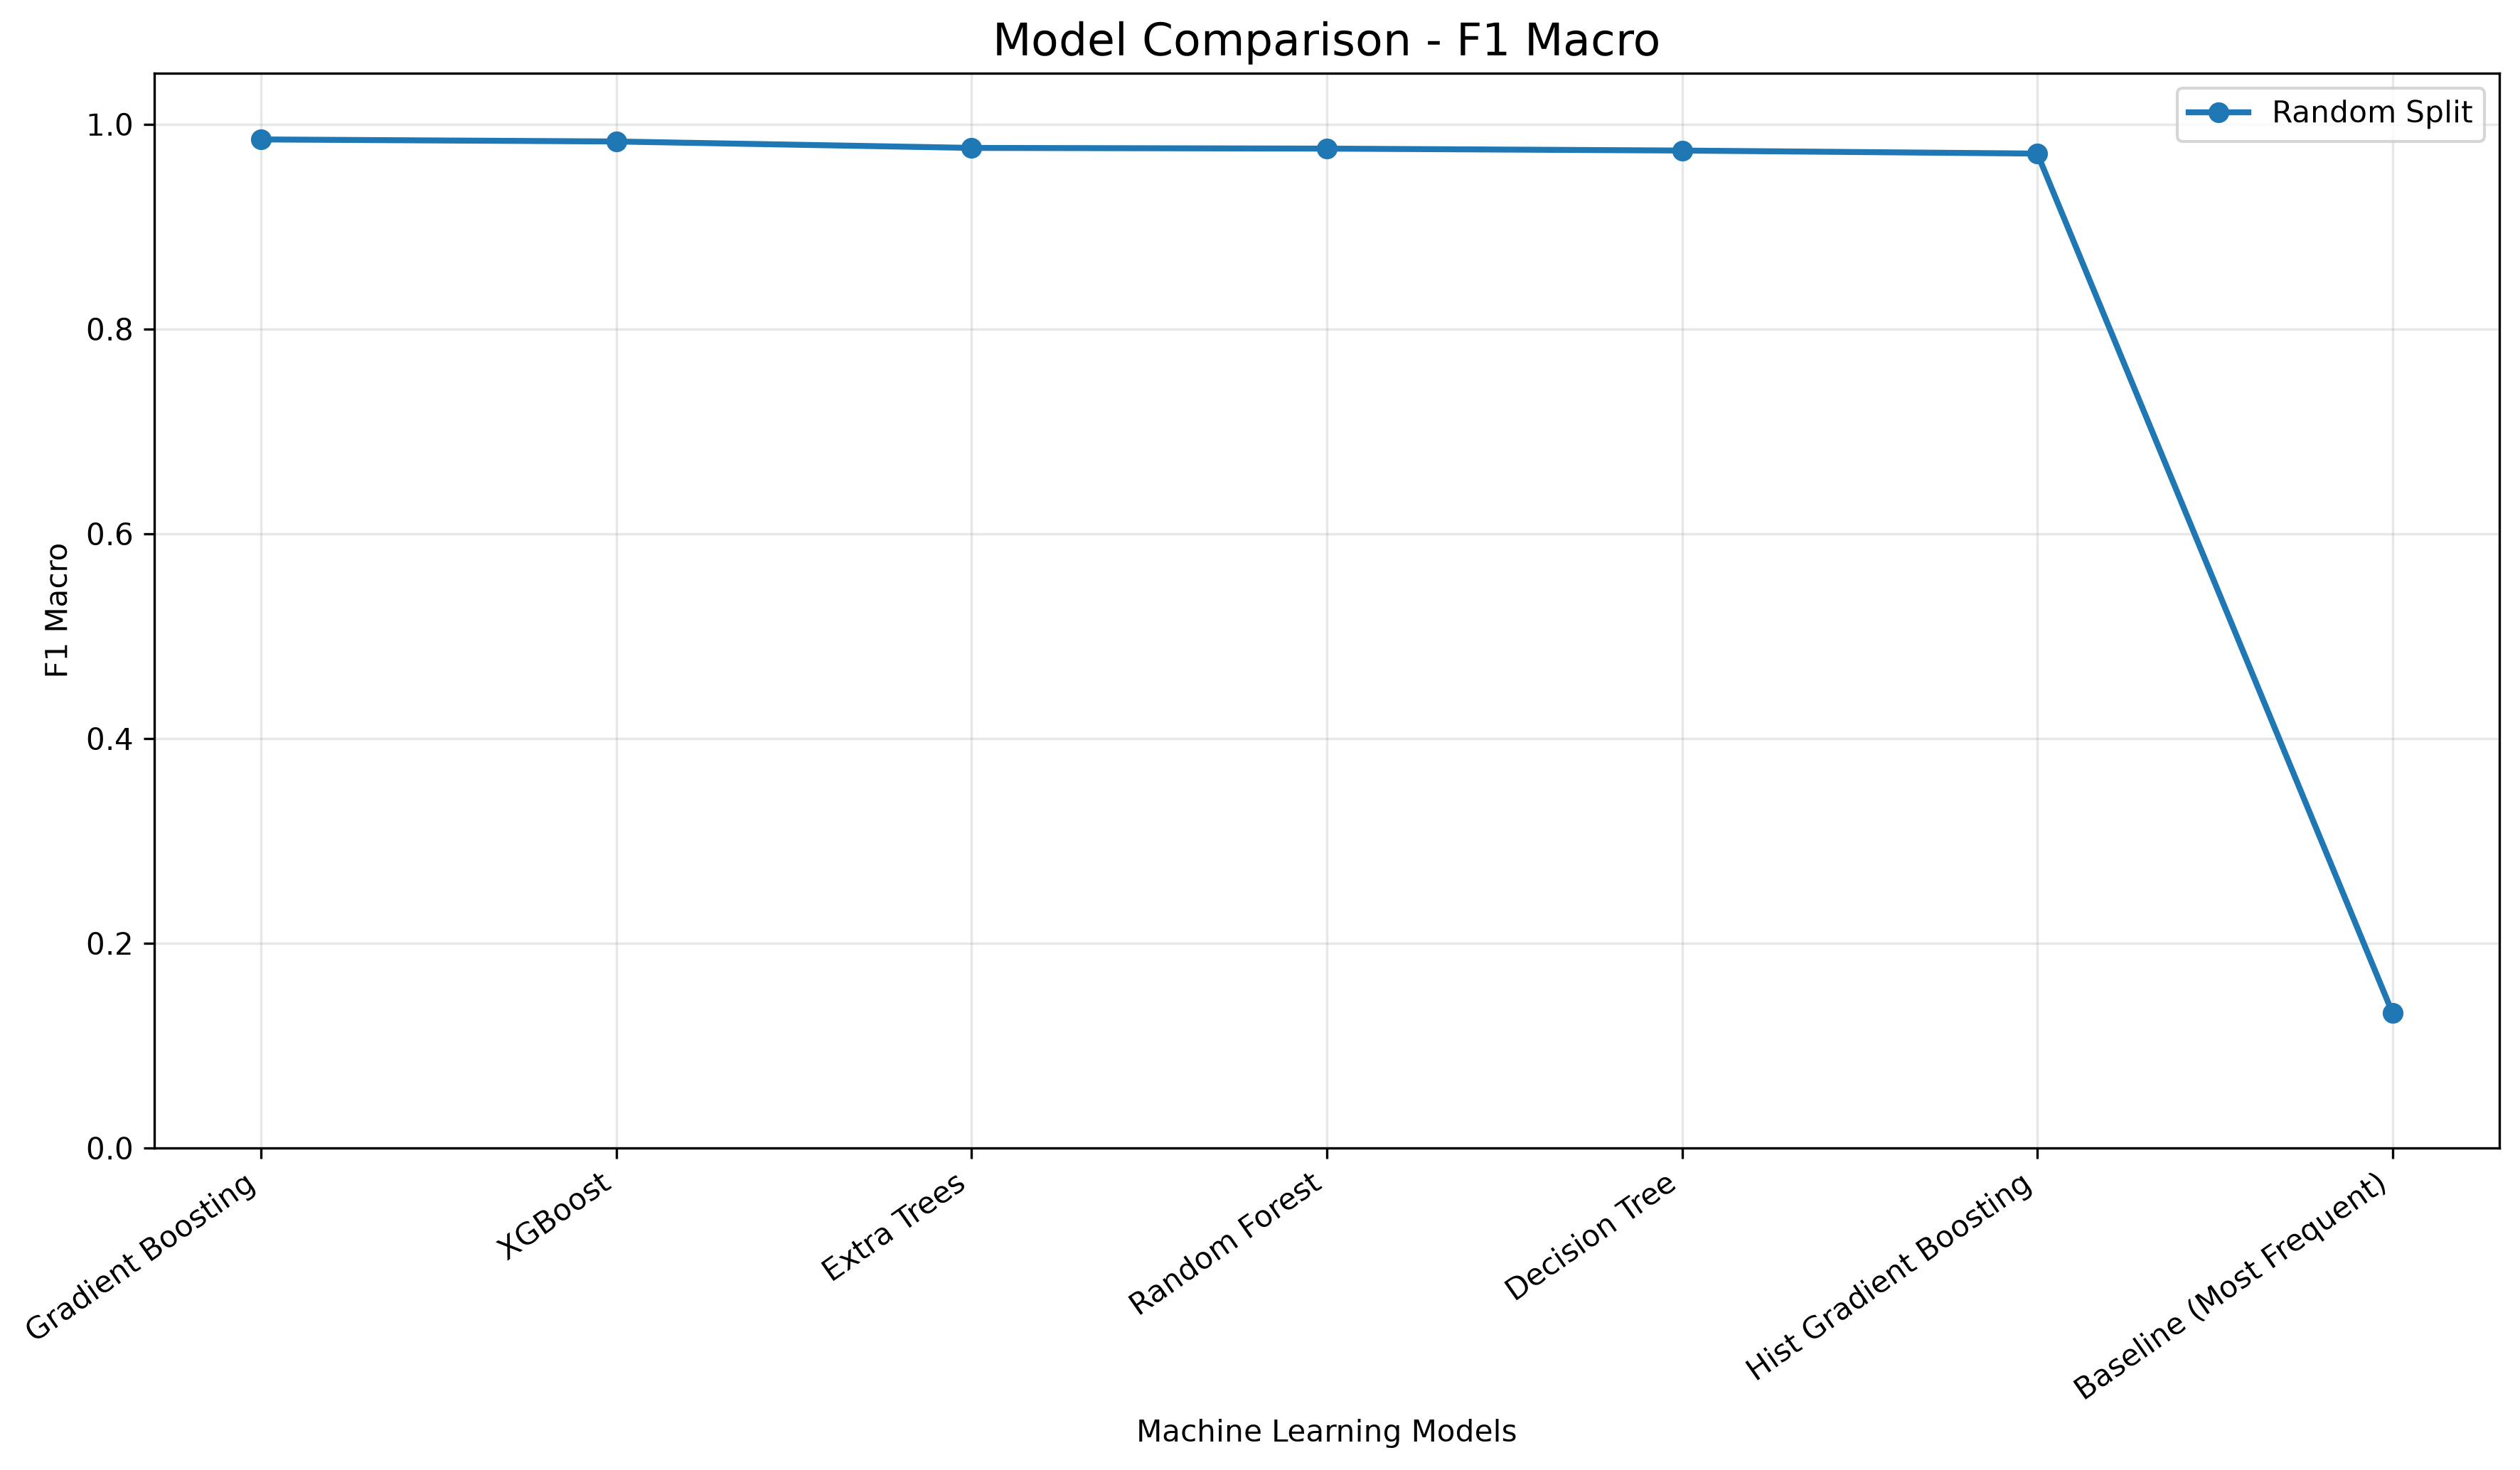 Model Comparison - F1 Macro
Random Split
1.0
0.8
0.6
0.4
0.2
0.0
F1 Macro
Gradient Boosting
XGBoost
Extra Trees
Random Forest
Decision Tree
Hist Gradient Boosting
Baseline (Most Frequent)
Machine Learning Models